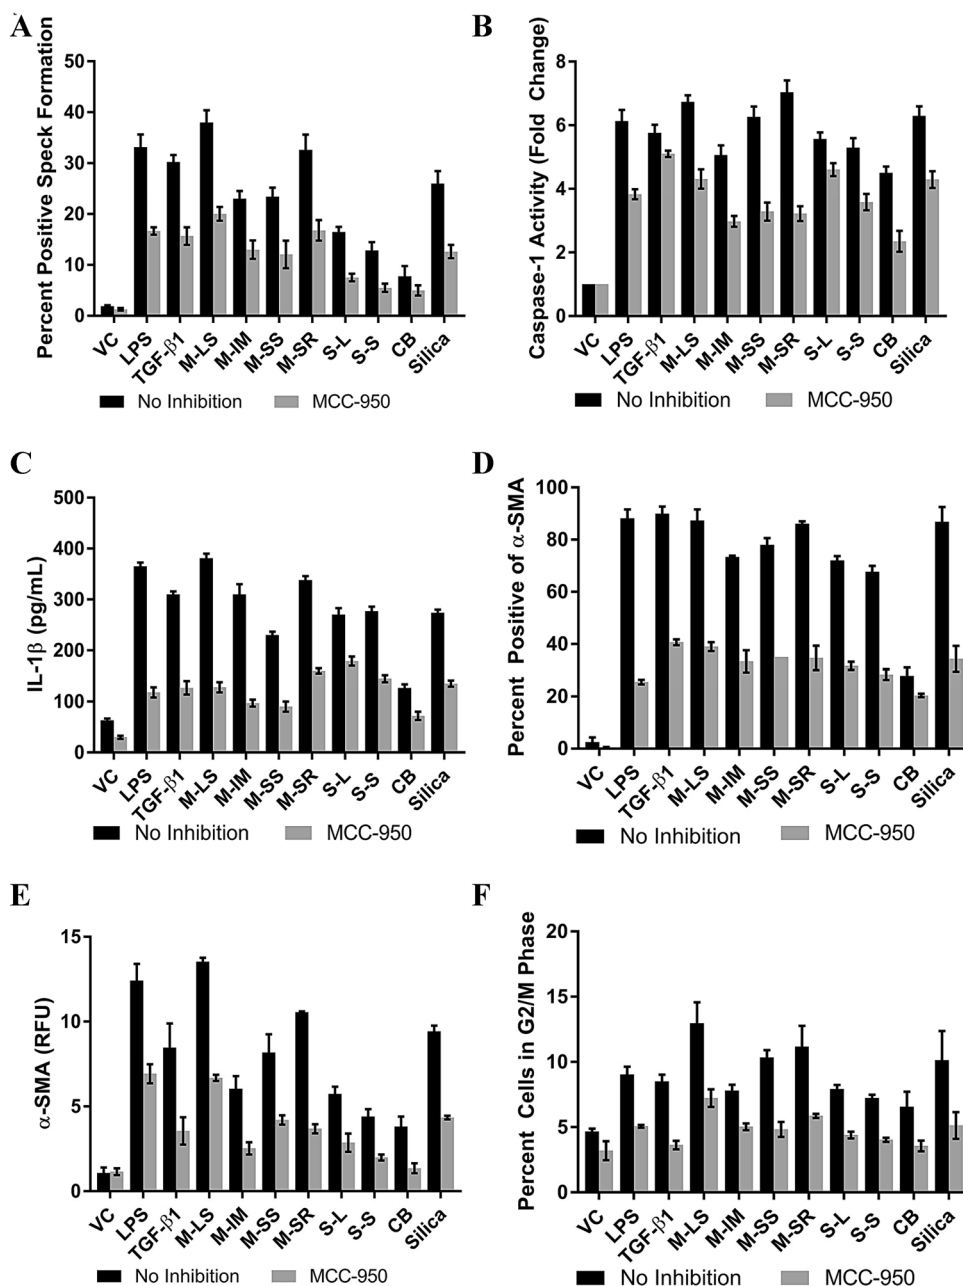 A
Percent Positive Speck Formation
50
40
30
20
10
0
VC
LPS
TGF-β1
M-LS
M-IM
M-SS
M-SR
S-L
S-S
CB
Silica
No Inhibition
MCC-950
B
Caspase-1 Activity (Fold Change)
8
6
4
2
0
VC
LPS
TGF-β1
M-LS
M-IM
M-SS
M-SR
S-L
S-S
CB
Silica
No Inhibition
MCC-950
C
IL-1β (pg/mL)
500
400
300
200
100
0
VC
LPS
TGF-β1
M-LS
M-IM
M-SS
M-SR
S-L
S-S
CB
Silica
No Inhibition
MCC-950
D
Percent Positive of α-SMA
100
80
60
40
20
0
VC
LPS
TGF-β1
M-LS
M-IM
M-SS
M-SR
S-L
S-S
CB
Silica
No Inhibition
MCC-950
E
α-SMA (RFU)
15
10
5
0
VC
LPS
TGF-β1
M-LS
M-IM
M-SS
M-SR
S-L
S-S
CB
Silica
No Inhibition
MCC-950
F
Percent Cells in G2/M Phase
20
15
10
5
0
VC
LPS
TGF-β1
M-LS
M-IM
M-SS
M-SR
S-L
S-S
CB
Silica
No Inhibition
MCC-950